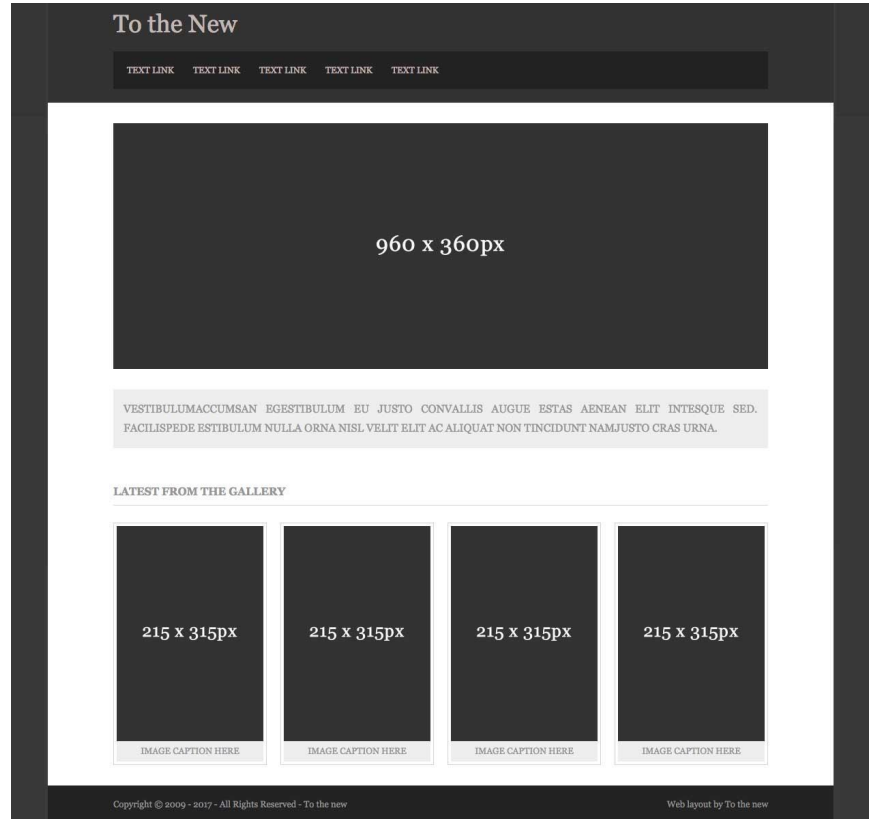 To the New
TEXT LINK TEXT LINK TEXT LINK TEXT LINK TEXT LINK
960 x 360px
VESTIBULUMACCUMSAN EGESTIBULUM EU JUSTO CONVALLIS AUGUE ESTAS AENEAN ELIT INTESQUE SED.
FACILISPEDE ESTIBULUM NULLA ORNA NISL VELIT ELIT AC ALIQUAT NON TINCIDUNT NAMJUSTO CRAS URNA.
LATEST FROM THE GALLERY
215 x 315px 215 x 315px 215 x 315px 215 x 315px
IMAGE CAPTION HERE IMAGE CAPTION HERE IMAGE CAPTION HERE IMAGE CAPTION HERE
Copyright © 2009 - 2017 - All Rights Reserved - To the new Web layout by To the new